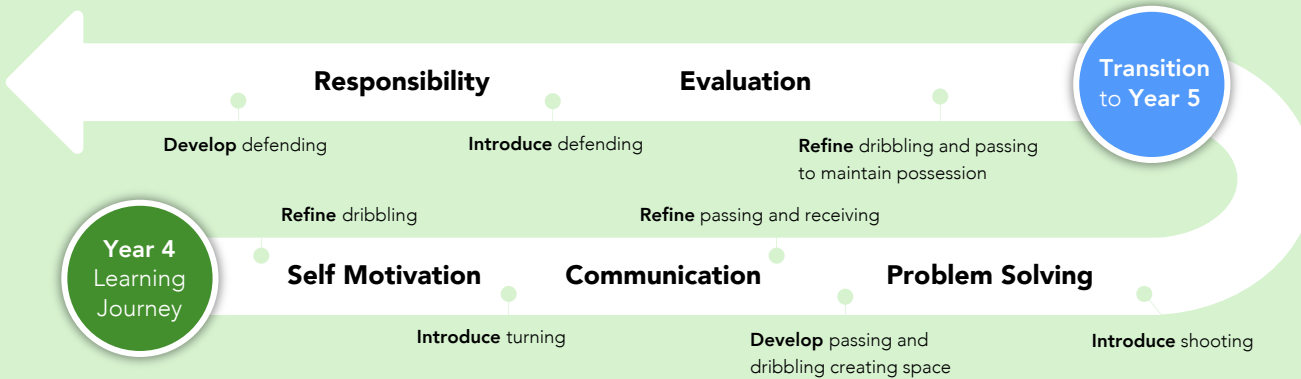 Responsibility
Evaluation
Transition
to Year 5
Develop defending
Introduce defending
Refine dribbling and passing
to maintain possession
Refine dribbling
Refine passing and receiving
Year 4
Learning
Journey
Self Motivation
Communication
Problem Solving
Introduce turning
Develop passing and
dribbling creating space
Introduce shooting